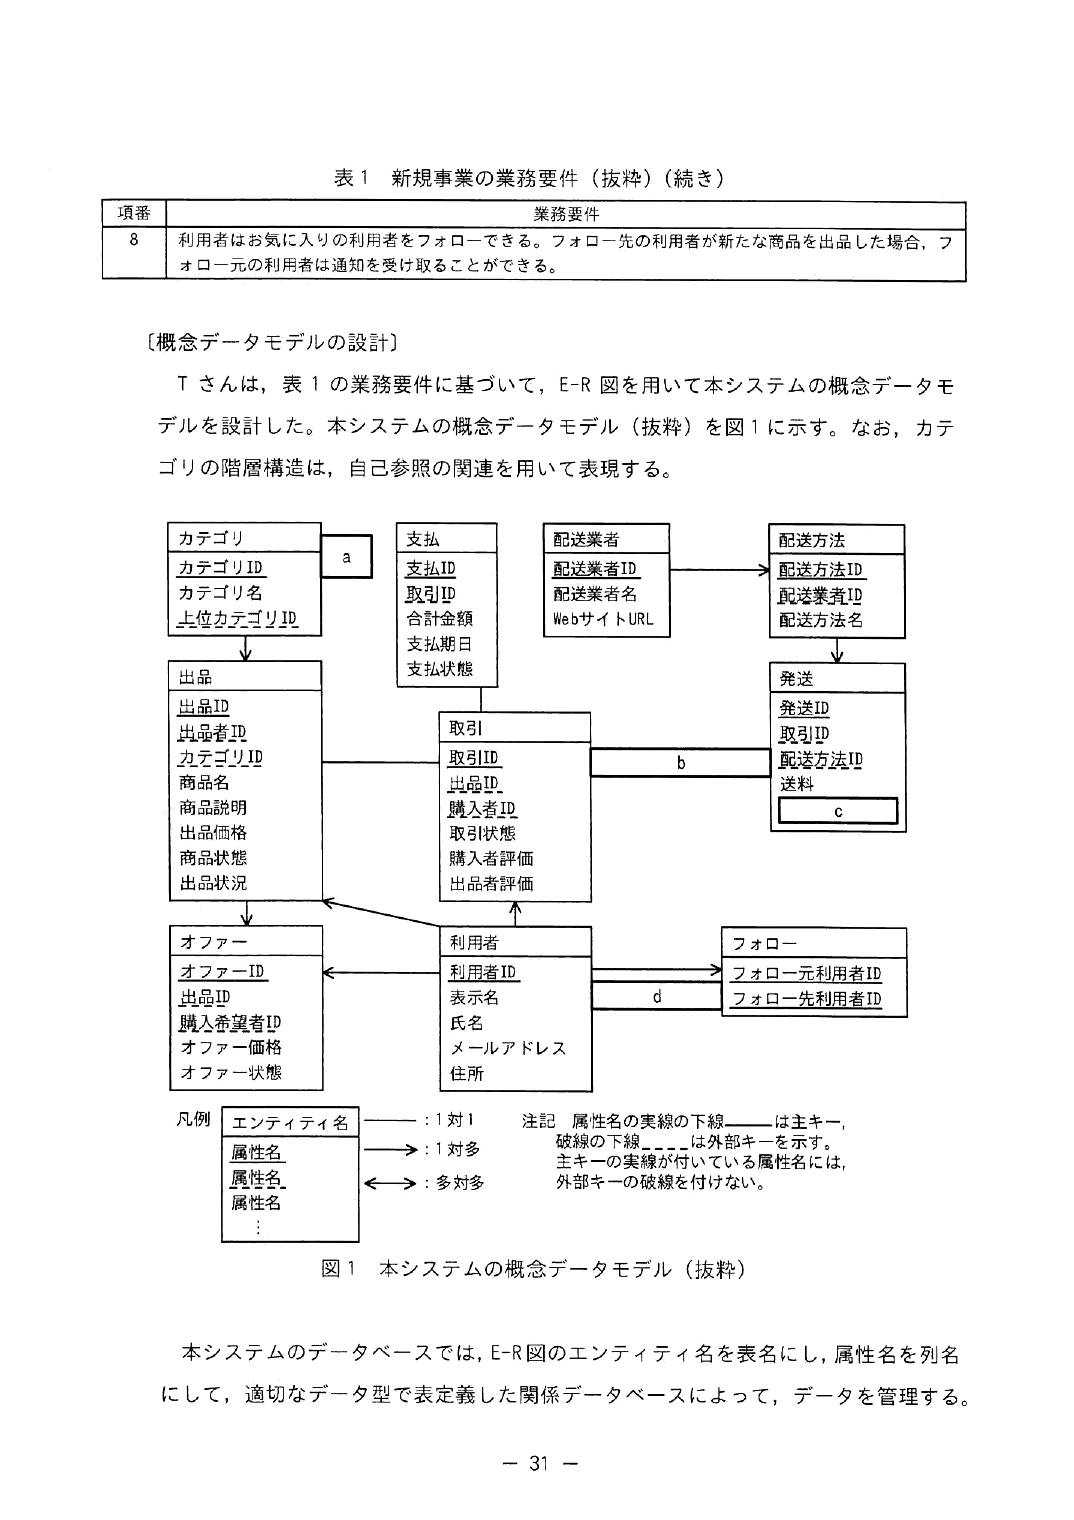 表1 新規事業の業務要件（抜粋）（続き）
項番 業務要件
8 利用者はお気に入りの利用者をフォローできる。フォロー先の利用者が新たな商品を出品した場合，フ
ォロー元の利用者は通知を受け取ることができる。
〔概念データモデルの設計〕
Tさんは，表1の業務要件に基づいて，E-R図を用いて本システムの概念データモ
デルを設計した。本システムの概念データモデル（抜粋）を図1に示す。なお，カテ
ゴリの階層構造は，自己参照の関連を用いて表現する。
カテゴリ
カテゴリID
カテゴリ名
上位カテゴリID
a
支払
支払ID
取引ID
合計金額
支払期日
支払状態
配送業者
配送業者ID
配送業者名
WebサイトURL
配送方法
配送方法ID
配送業者ID
配送方法名
出品
出品ID
出品者ID
カテゴリID
商品名
商品説明
出品価格
商品状態
出品状況
取引
取引ID
出品ID
購入者ID
取引状態
購入者評価
出品者評価
b
発送
発送ID
取引ID
配送方法ID
送料
c
オファー
オファーID
出品ID
購入希望者ID
オファー価格
オファー状態
利用者
利用者ID
表示名
氏名
メールアドレス
住所
d
フォロー
フォロー元利用者ID
フォロー先利用者ID
凡例
エンティティ名
属性名
属性名
属性名
⋮
：1対1
：1対多
：多対多
注記 属性名の実線の下線____は主キー，
破線の下線_ _ _ _は外部キーを示す。
主キーの実線が付いている属性名には，
外部キーの破線を付けない。
図1 本システムの概念データモデル（抜粋）
本システムのデータベースでは，E-R図のエンティティ名を表名にし，属性名を列名
にして，適切なデータ型で表定義した関係データベースによって，データを管理する。
－ 31 －